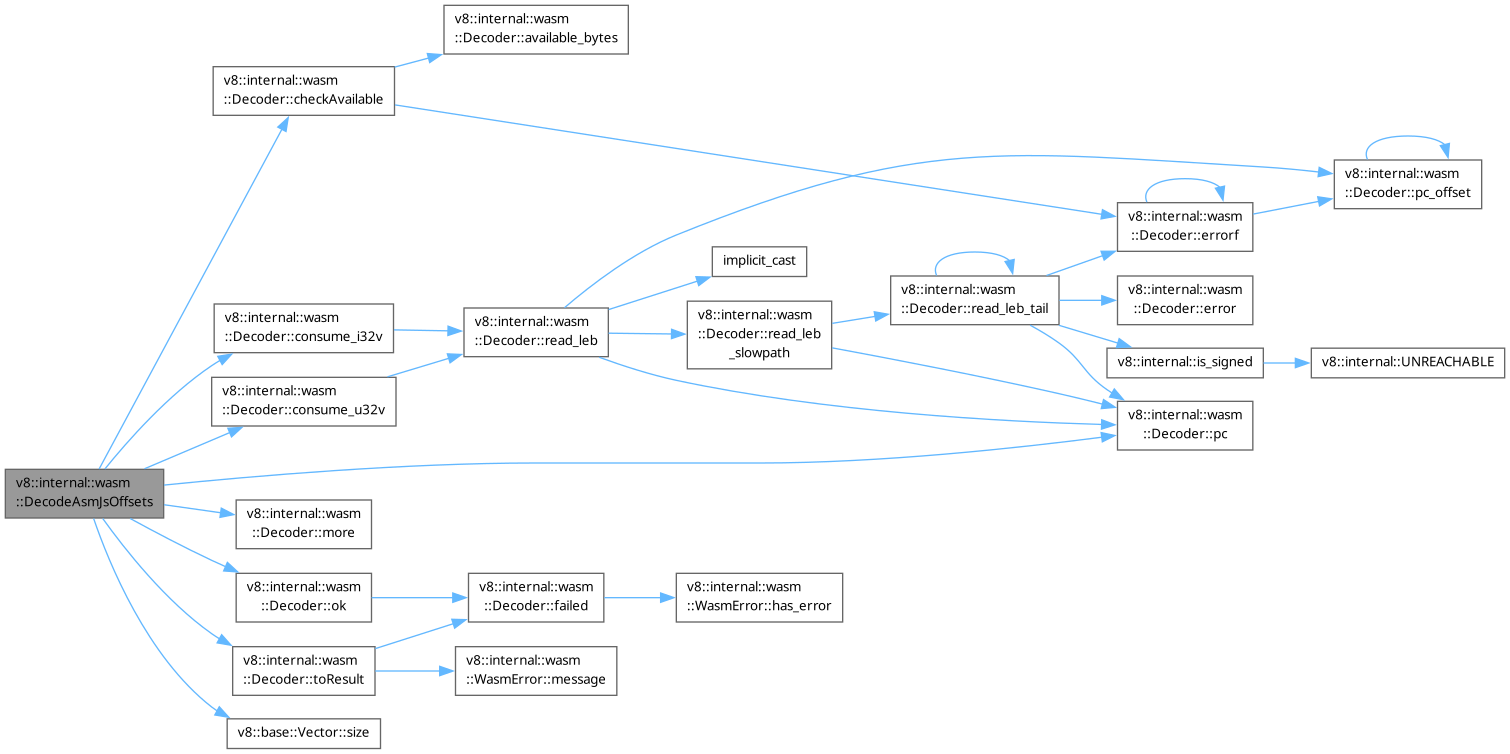 v8::internal::wasm
::Decoder::available_bytes
v8::internal::wasm
::Decoder::checkAvailable
v8::internal::wasm
::Decoder::pc_offset
v8::internal::wasm
::Decoder::errorf
implicit_cast
v8::internal::wasm
::Decoder::read_leb_tail
v8::internal::wasm
::Decoder::error
v8::internal::wasm
::Decoder::consume_i32v
v8::internal::wasm
::Decoder::read_leb
v8::internal::wasm
::Decoder::read_leb
_slowpath
v8::internal::is_signed
v8::internal::UNREACHABLE
v8::internal::wasm
::Decoder::consume_u32v
v8::internal::wasm
::Decoder::pc
v8::internal::wasm
::DecodeAsmJsOffsets
v8::internal::wasm
::Decoder::more
v8::internal::wasm
::Decoder::ok
v8::internal::wasm
::Decoder::failed
v8::internal::wasm
::WasmError::has_error
v8::internal::wasm
::Decoder::toResult
v8::internal::wasm
::WasmError::message
v8::base::Vector::size